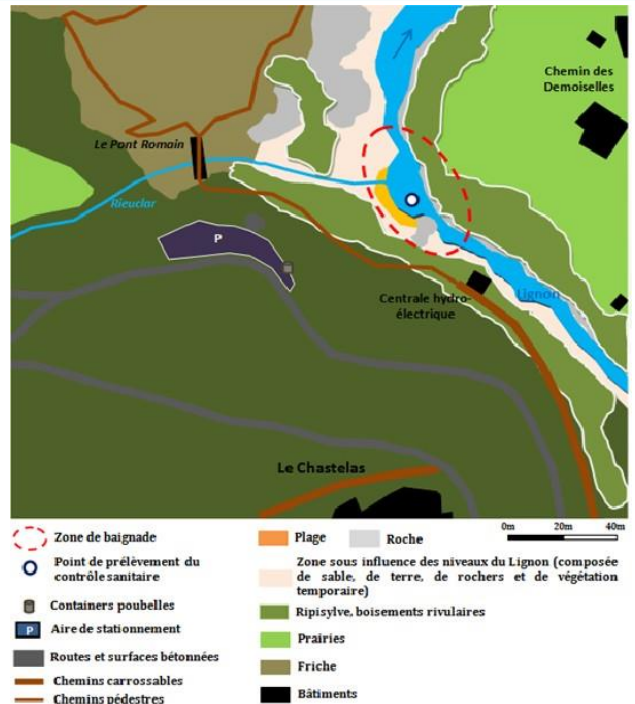 Chemin des
Demoiselles
Le Pont Romain
Rieuclar
P
Centrale hydro-
électrique
Lignon
Le Chastelas
Zone de baignade
Point de prélèvement du
contrôle sanitaire
Containers poubelles
P
Aire de stationnement
Routes et surfaces bétonnées
Chemins carrossables
Chemins pédestres
Plage
Roche
0m 20m 40m
Zone sous influence des niveaux du Lignon (composée
de sable, de terre, de rochers et de végétation
temporaire)
Ripisylve, boisements rivulaires
Prairies
Friche
Bâtiments